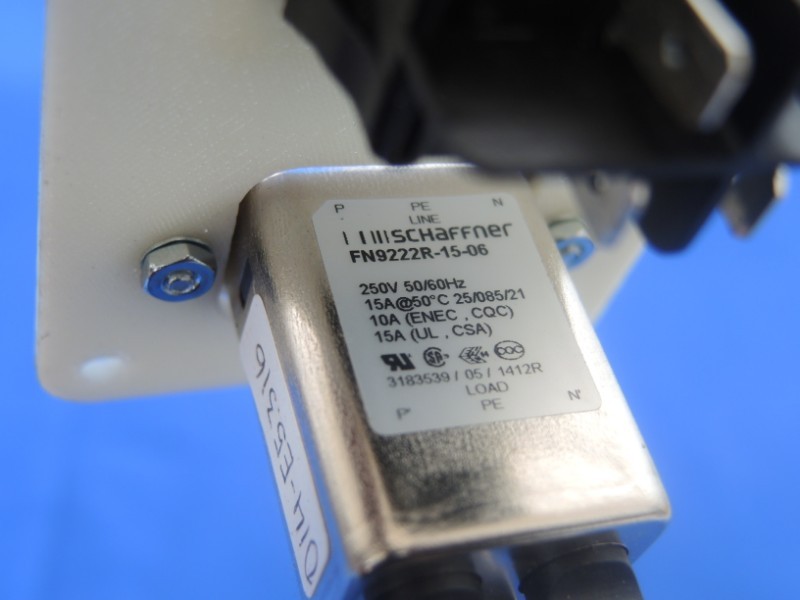 P PE N
LINE
SCHaFFner
FN9222R-15-06
250V 50/60Hz
15A@50°C 25/085/21
10A (ENEC , CQC)
15A (UL , CSA)
3183539 / 05 / 1412R
LOAD
P' PE N'
D14-E5316